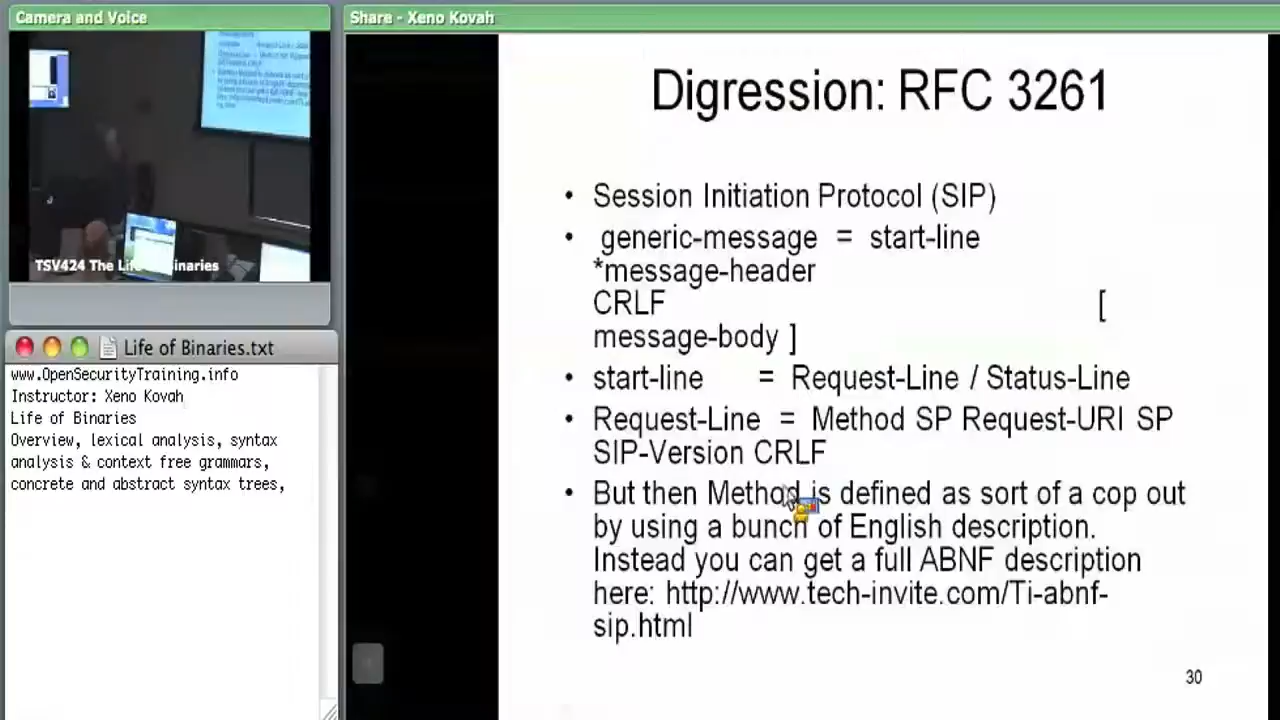 Camera and Voice
TSV424 The Life of Binaries
Life of Binaries.txt
www.OpenSecurityTraining.info
Instructor: Xeno Kovah
Life of Binaries
Overview, lexical analysis, syntax
analysis & context free grammars,
concrete and abstract syntax trees,
Share - Xeno Kovah
Digression: RFC 3261
• Session Initiation Protocol (SIP)
• generic-message = start-line
*message-header
CRLF [
message-body ]
• start-line = Request-Line / Status-Line
• Request-Line = Method SP Request-URI SP
SIP-Version CRLF
• But then Method is defined as sort of a cop out
by using a bunch of English description.
Instead you can get a full ABNF description
here: http://www.tech-invite.com/Ti-abnf-
sip.html
30